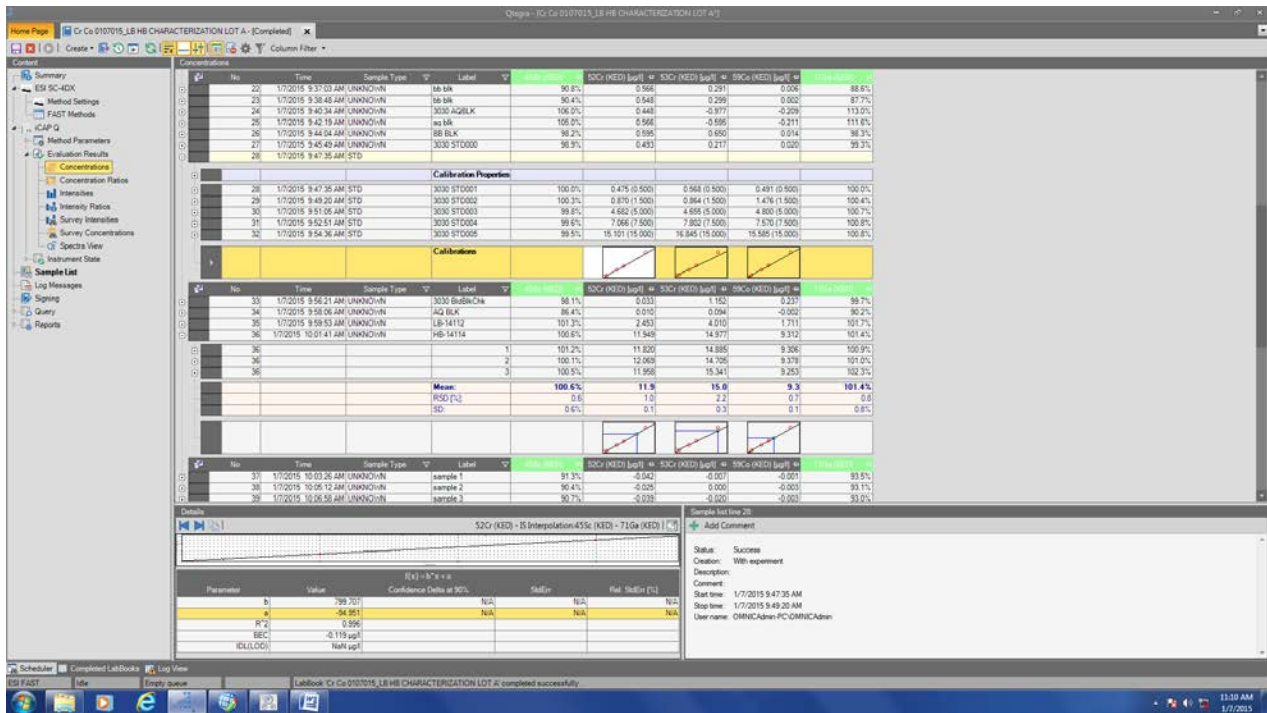 Qtegra - [Cr Co 0107015_LB HB CHARACTERIZATION LOT A*]
Home Page Cr Co 0107015_LB HB CHARACTERIZATION LOT A - [Completed] x
Create Column Filter
Content
Summary
ESI SC-4DX
Method Settings
FAST Methods
iCAP Q
Method Parameters
Evaluation Results
Concentrations
Concentration Ratios
Intensities
Intensity Ratios
Survey Intensities
Survey Concentrations
Spectra View
Instrument State
Sample List
Log Messages
Signing
Query
Reports
Concentrations
No Time Sample Type Label 52Cr (KED) [µg/l] 53Cr (KED) [µg/l] 59Co (KED) [µg/l]
22 1/7/2015 9:37:03 AM UNKNOWN bb blk 90.8% 0.566 0.291 0.006 88.6%
23 1/7/2015 9:38:48 AM UNKNOWN bb blk 90.4% 0.548 0.299 0.002 87.7%
24 1/7/2015 9:40:34 AM UNKNOWN 3030 AQBLK 106.0% 0.448 -0.977 -0.209 113.0%
25 1/7/2015 9:42:19 AM UNKNOWN aq blk 105.0% 0.566 -0.595 -0.211 111.6%
26 1/7/2015 9:44:04 AM UNKNOWN BB BLK 98.2% 0.595 0.650 0.014 98.3%
27 1/7/2015 9:45:49 AM UNKNOWN 3030 STD000 98.9% 0.493 0.217 0.020 99.3%
28 1/7/2015 9:47:35 AM STD
Calibration Properties
28 1/7/2015 9:47:35 AM STD 3030 STD001 100.0% 0.475 (0.500) 0.568 (0.500) 0.491 (0.500) 100.0%
29 1/7/2015 9:49:20 AM STD 3030 STD002 100.3% 0.870 (1.500) 0.864 (1.500) 1.476 (1.500) 100.4%
30 1/7/2015 9:51:05 AM STD 3030 STD003 99.8% 4.682 (5.000) 4.655 (5.000) 4.800 (5.000) 100.7%
31 1/7/2015 9:52:51 AM STD 3030 STD004 99.6% 7.066 (7.500) 7.802 (7.500) 7.570 (7.500) 100.8%
32 1/7/2015 9:54:36 AM STD 3030 STD005 99.5% 15.101 (15.000) 16.845 (15.000) 15.585 (15.000) 100.8%
Calibrations
No Time Sample Type Label 52Cr (KED) [µg/l] 53Cr (KED) [µg/l] 59Co (KED) [µg/l]
33 1/7/2015 9:56:21 AM UNKNOWN 3030 BldBlkChk 98.1% 0.033 1.152 0.237 99.7%
34 1/7/2015 9:58:06 AM UNKNOWN AQ BLK 86.4% 0.010 0.094 -0.002 90.2%
35 1/7/2015 9:59:53 AM UNKNOWN LB-14112 101.3% 2.453 4.010 1.711 101.7%
36 1/7/2015 10:01:41 AM UNKNOWN HB-14114 100.6% 11.949 14.977 9.312 101.4%
36 1 101.2% 11.820 14.885 9.306 100.9%
36 2 100.1% 12.069 14.705 9.378 101.0%
36 3 100.5% 11.958 15.341 9.253 102.3%
Mean: 100.6% 11.9 15.0 9.3 101.4%
RSD [%]: 0.6 1.0 2.2 0.7 0.8
SD: 0.6% 0.1 0.3 0.1 0.8%
No Time Sample Type Label 52Cr (KED) [µg/l] 53Cr (KED) [µg/l] 59Co (KED) [µg/l]
37 1/7/2015 10:03:26 AM UNKNOWN sample 1 91.3% -0.042 -0.007 -0.001 93.5%
38 1/7/2015 10:05:12 AM UNKNOWN sample 2 90.4% -0.025 0.000 -0.003 93.1%
39 1/7/2015 10:06:58 AM UNKNOWN sample 3 90.7% -0.039 -0.020 -0.003 93.0%
Details
52Cr (KED) - IS Interpolation:45Sc (KED) - 71Ga (KED)
f(x) = b*x + a
Parameter Value Confidence Delta at 90% StdErr Rel. StdErr [%]
b 799.707 N/A N/A N/A
a -94.951 N/A N/A N/A
R^2 0.996
BEC -0.119 µg/l
IDL(LOD) NaN µg/l
Sample list line 28:
Add Comment
Status: Success
Creation: With experiment
Description:
Comment:
Start time: 1/7/2015 9:47:35 AM
Stop time: 1/7/2015 9:49:20 AM
User name: OMNICAdmin-PC\OMNICAdmin
Scheduler Completed LabBooks Log View
ESI FAST Idle Empty queue LabBook 'Cr Co 0107015_LB HB CHARACTERIZATION LOT A' completed successfully.
11:10 AM
1/7/2015